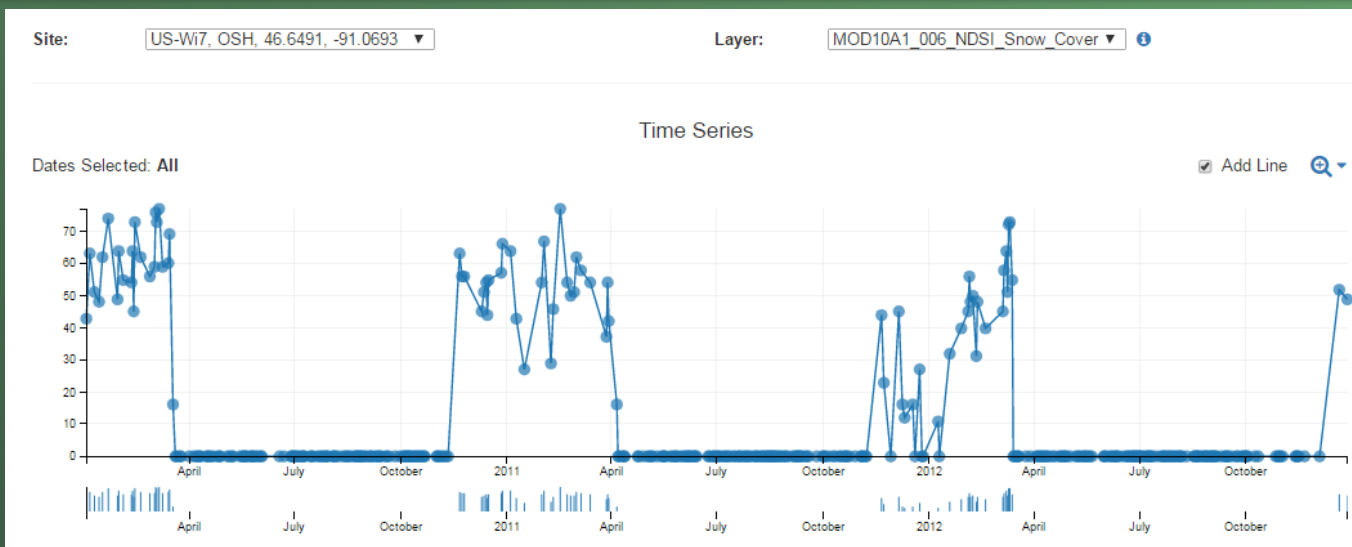 Site: US-Wi7, OSH, 46.6491, -91.0693 Layer: MOD10A1_006_NDSI_Snow_Cover
Time Series
Dates Selected: All Add Line
70
60
50
40
30
20
10
0
April July October 2011 April July October 2012 April July October
April July October 2011 April July October 2012 April July October